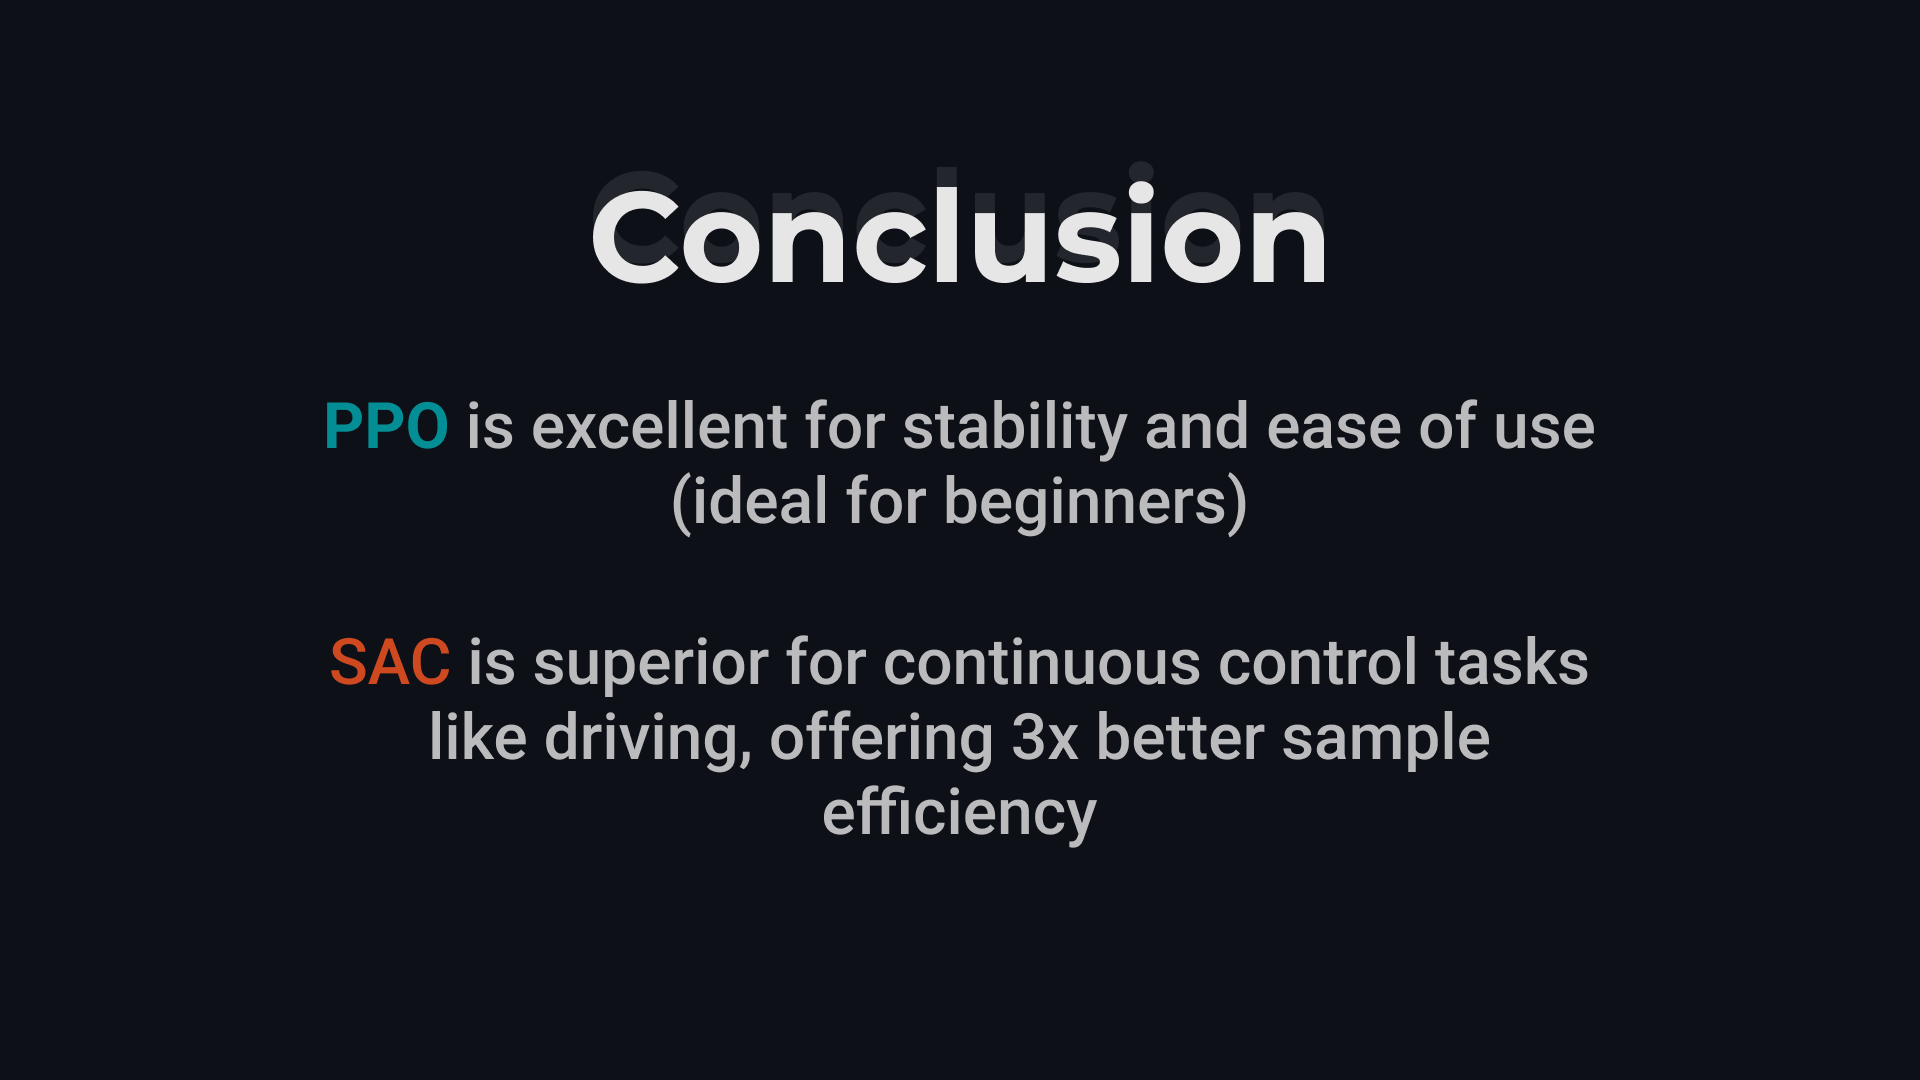 Conclusion
PPO is excellent for stability and ease of use
(ideal for beginners)
SAC is superior for continuous control tasks
like driving, offering 3x better sample
efficiency